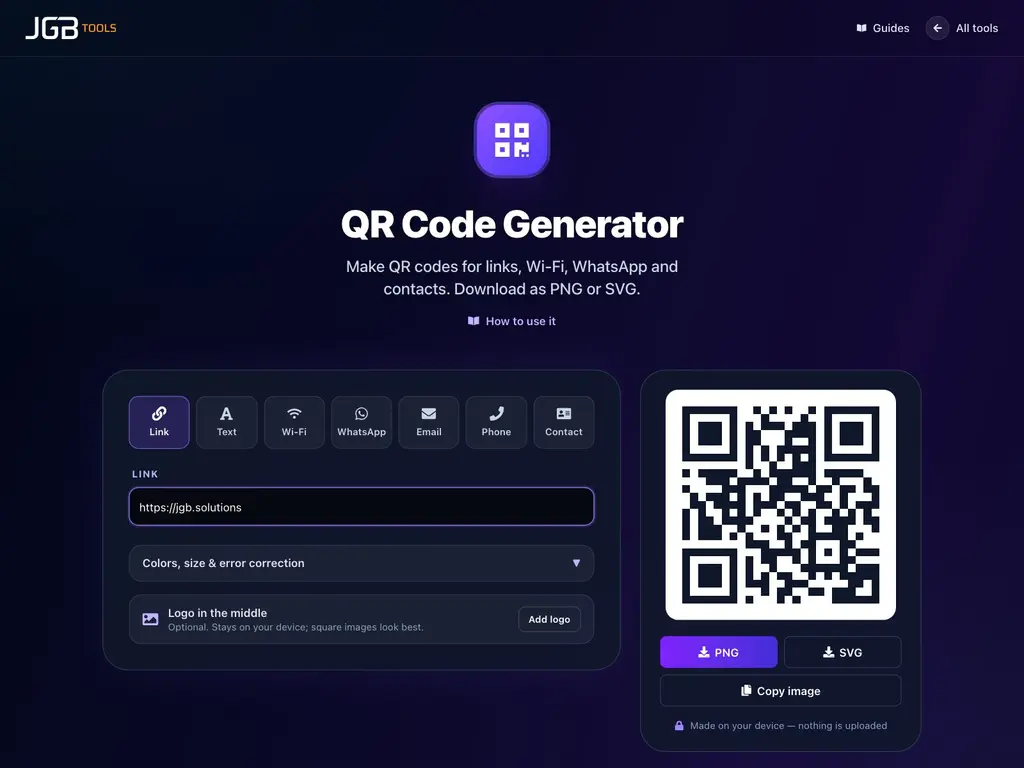 JGB TOOLS
Guides
All tools
QR Code Generator
Make QR codes for links, Wi-Fi, WhatsApp and
contacts. Download as PNG or SVG.
How to use it
Link
Text
Wi-Fi
WhatsApp
Email
Phone
Contact
LINK
https://jgb.solutions
Colors, size & error correction
Logo in the middle
Optional. Stays on your device; square images look best.
Add logo
PNG
SVG
Copy image
Made on your device — nothing is uploaded